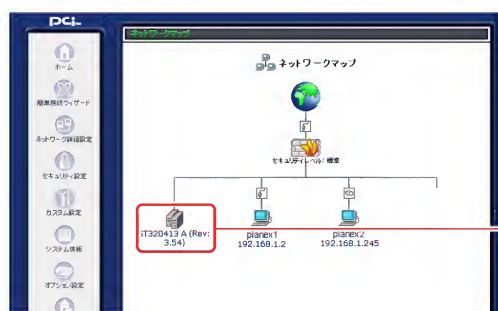 PCi
ネットワークマップ
ネットワークマップ
ホーム
簡単接続ウィザード
ネットワーク詳細設定
セキュリティ設定
カスタム設定
システム情報
オプション設定
セキュリティレベル: 標準
ST320413 A (Rev:
3.54)
planex1
192.168.1.2
planex2
192.168.1.245